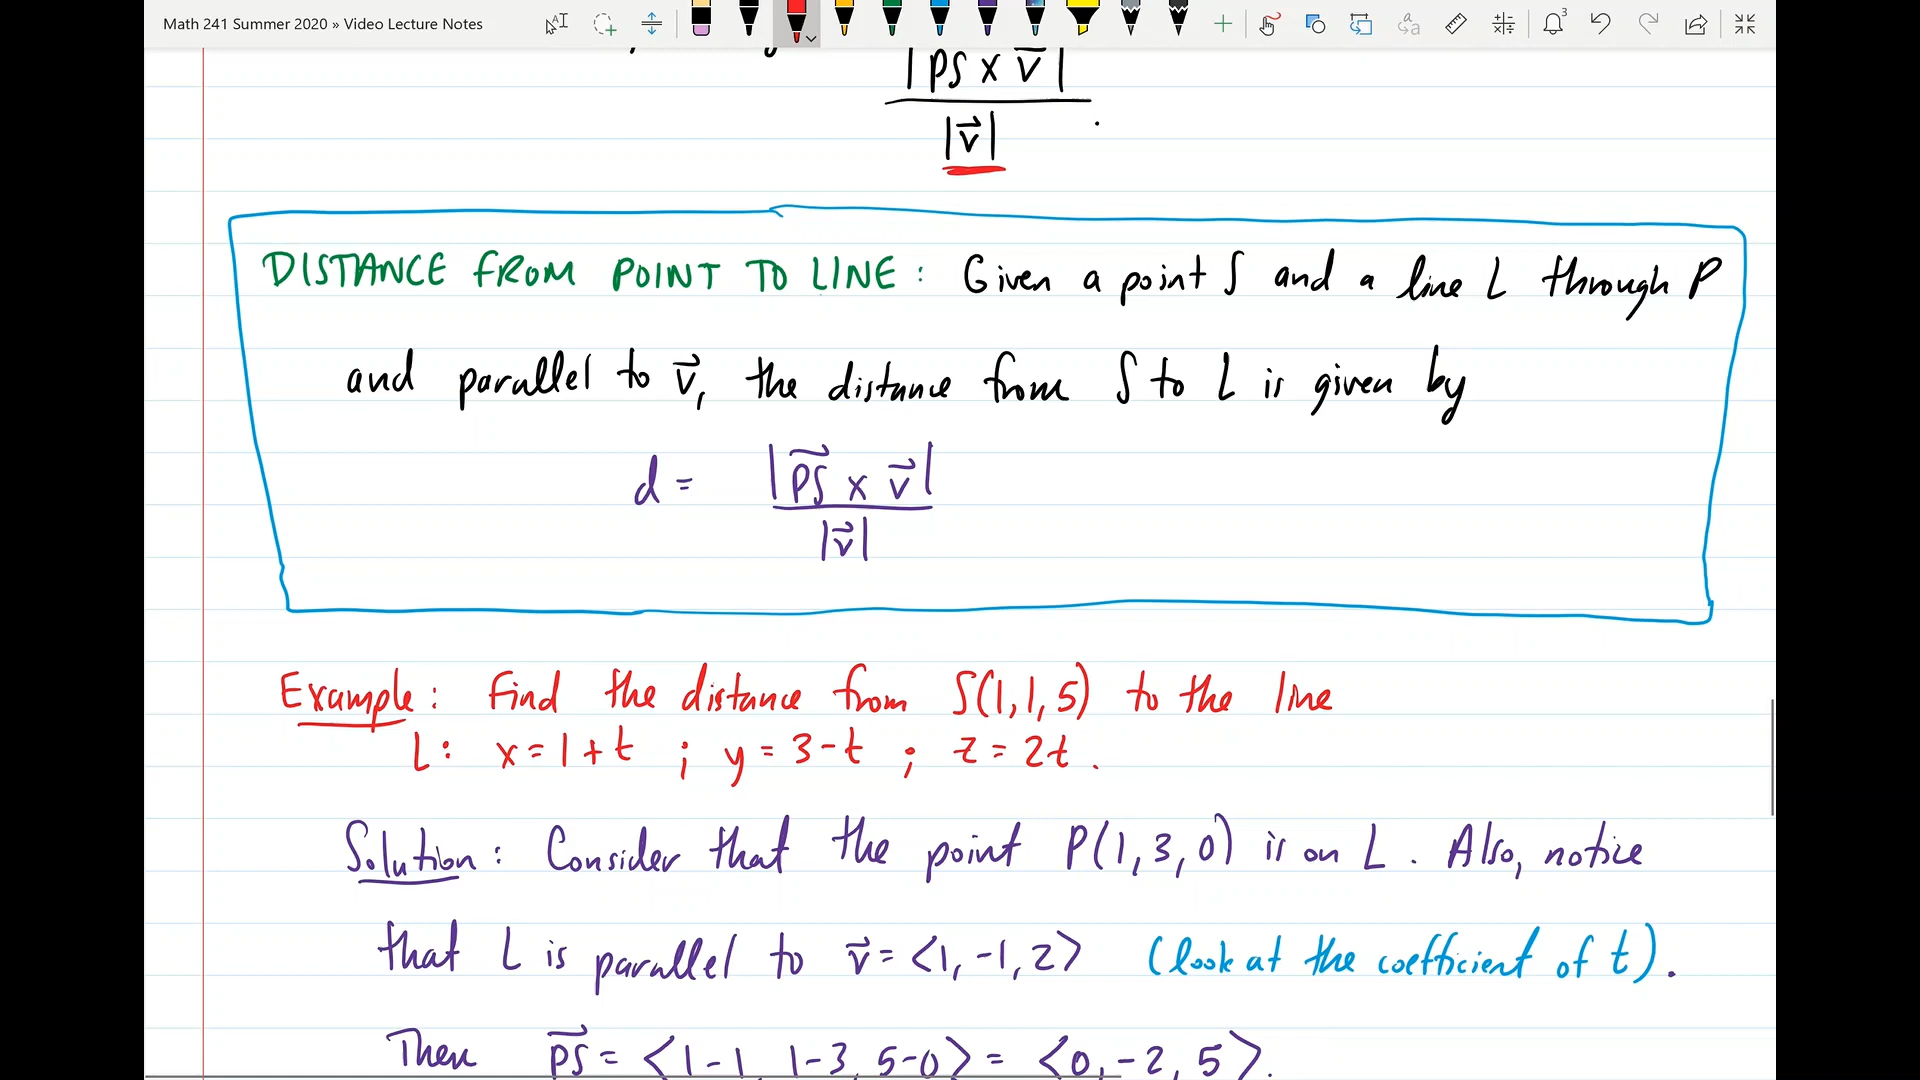 Math 241 Summer 2020 » Video Lecture Notes
|PS x v⃗|
|v⃗| .
DISTANCE FROM POINT TO LINE : Given a point S and a line L through P
and parallel to v⃗, the distance from S to L is given by
d = |PS⃗ x v⃗|
|v⃗|
Example : Find the distance from S(1,1,5) to the line
L : x = 1 + t ; y = 3 - t ; z = 2t .
Solution : Consider that the point P(1,3,0) is on L . Also, notice
that L is parallel to v⃗ = <1, -1, 2> (look at the coefficient of t) .
Then PS⃗ = <1-1, 1-3, 5-0> = <0, -2, 5> .